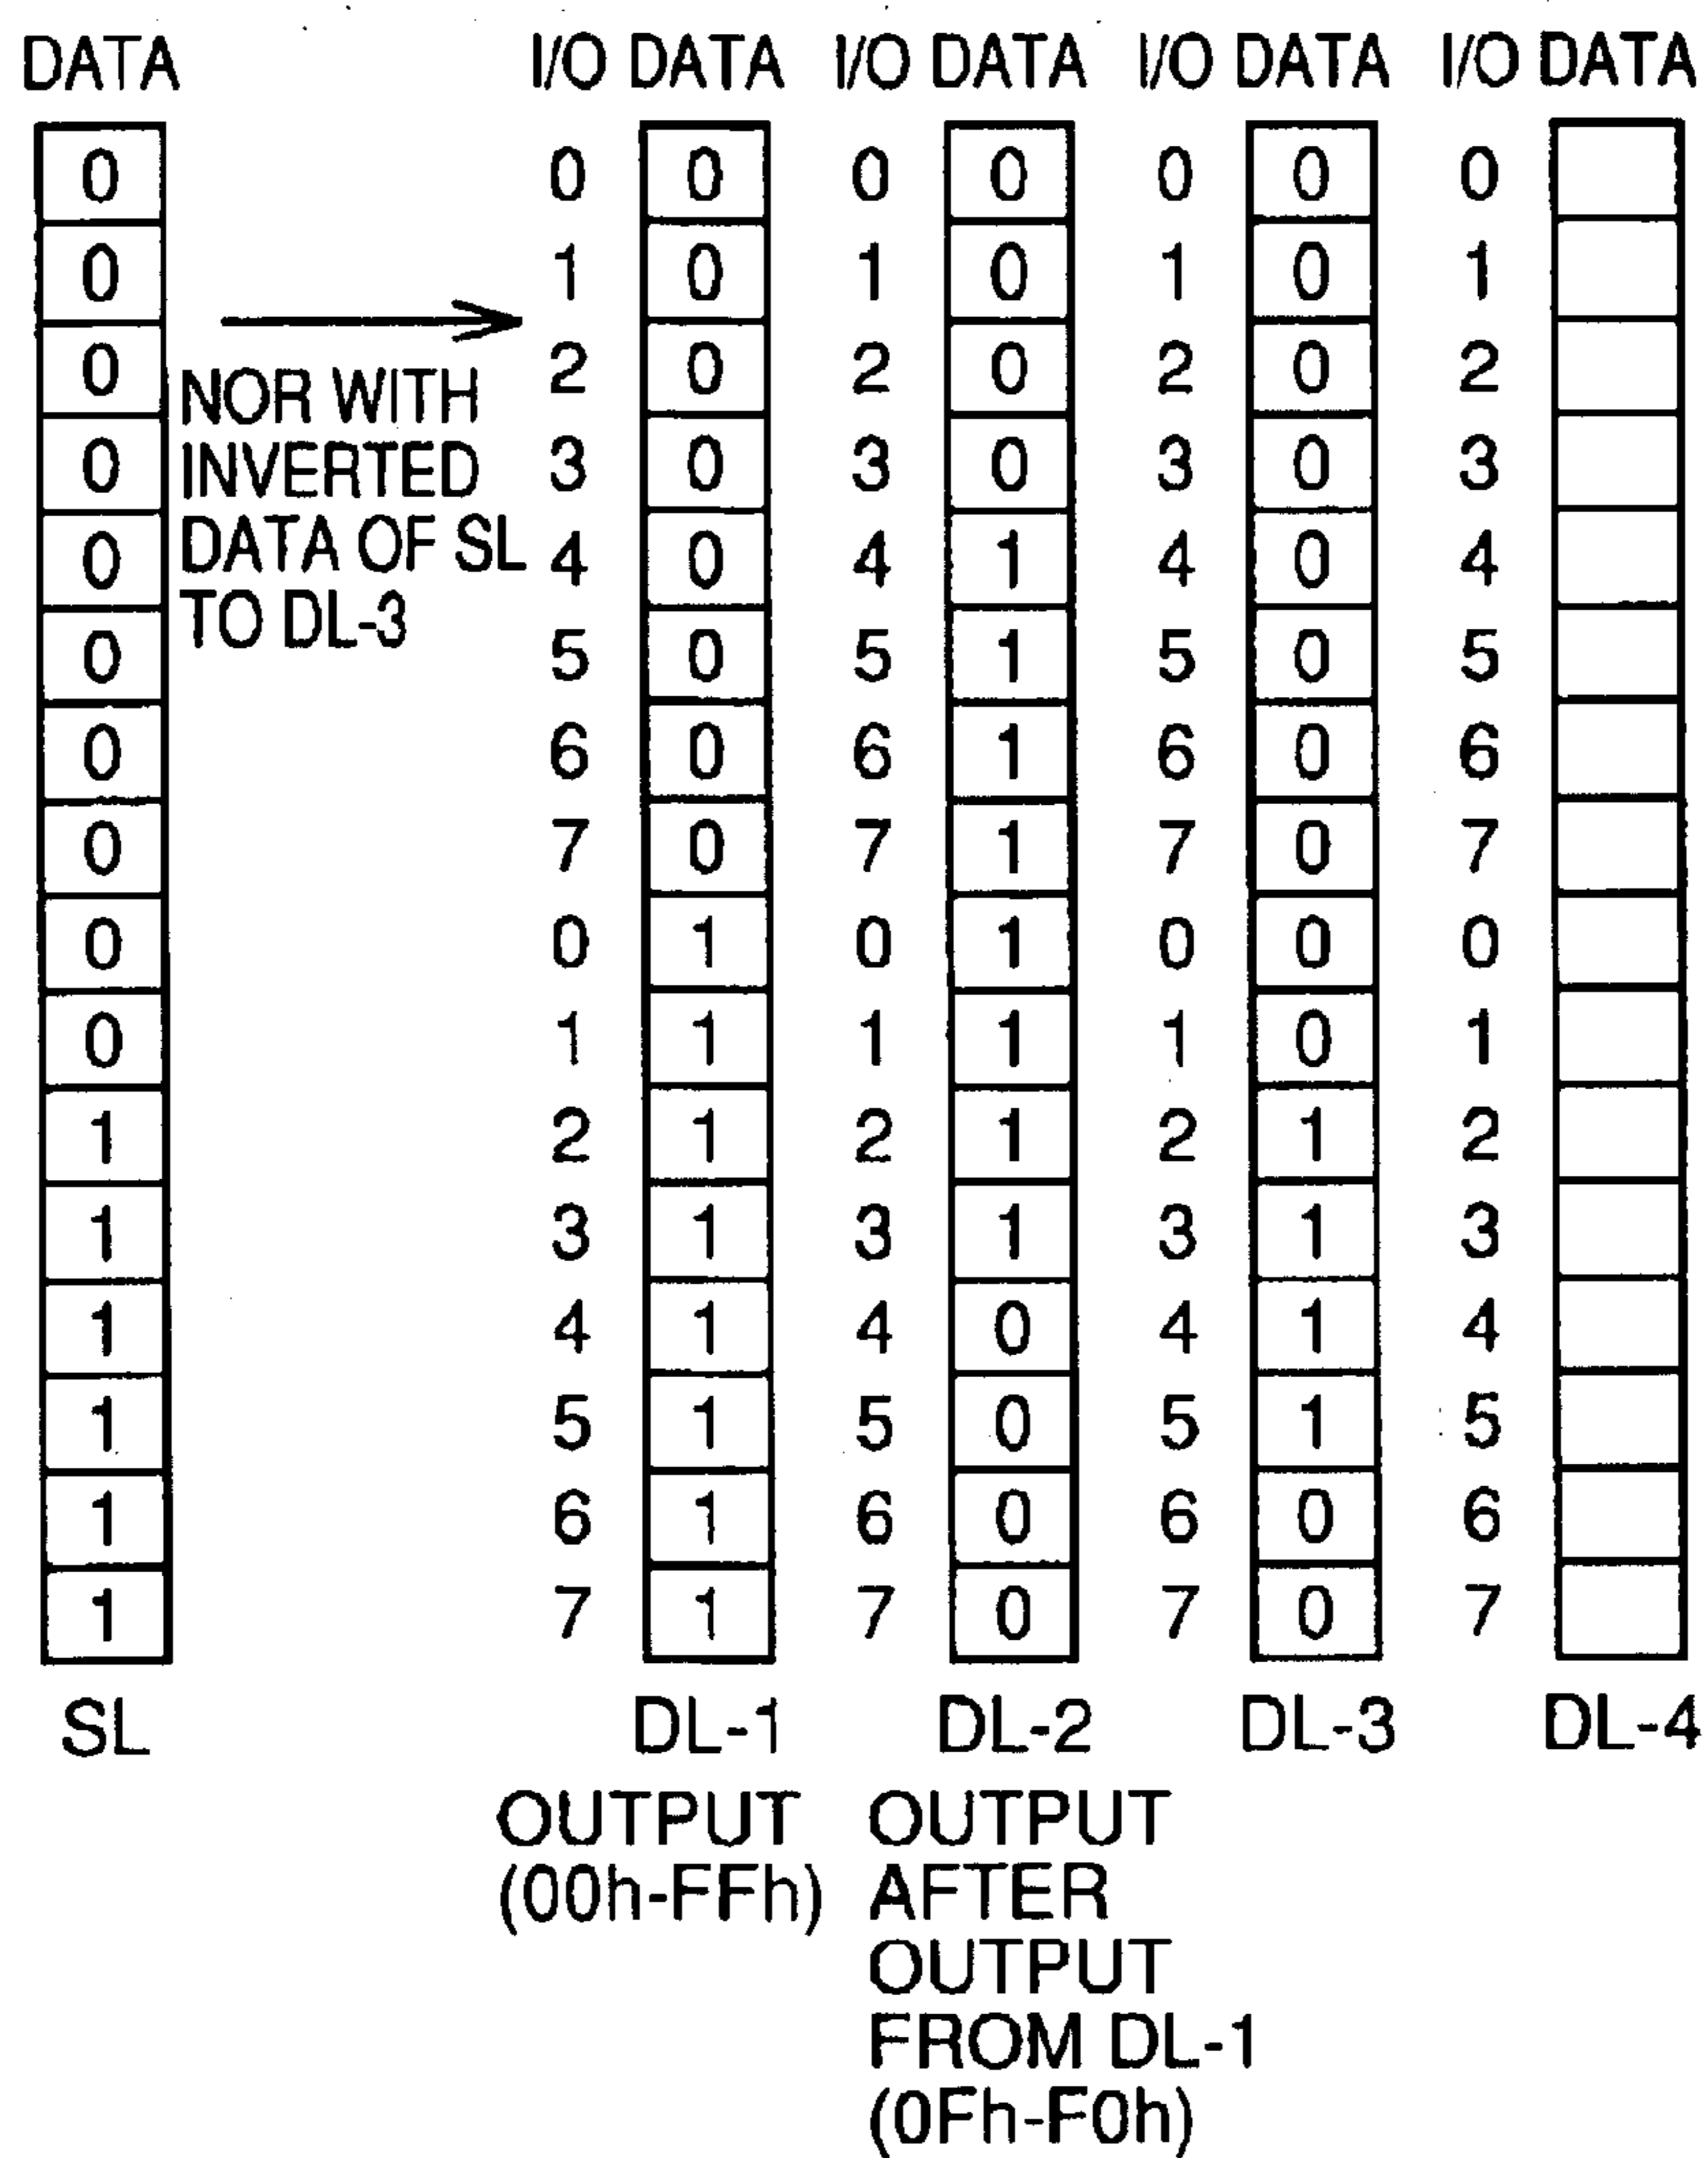 DATA I/O DATA I/O DATA I/O DATA I/O DATA
0 0 0 0 0 0 0 0
0 1 0 1 0 1 0 1
0 2 0 2 0 2 0 2
NOR WITH
0 3 0 3 0 3 0 3
INVERTED
0 4 0 4 1 4 0 4
DATA OF SL
0 5 0 5 1 5 0 5
TO DL-3
0 6 0 6 1 6 0 6
0 7 0 7 1 7 0 7
0 0 1 0 1 0 0 0
0 1 1 1 1 1 0 1
1 2 1 2 1 2 1 2
1 3 1 3 1 3 1 3
1 4 1 4 0 4 1 4
1 5 1 5 0 5 1 5
1 6 1 6 0 6 0 6
1 7 1 7 0 7 0 7
SL DL-1 DL-2 DL-3 DL-4
OUTPUT
(00h-FFh)
OUTPUT
AFTER
OUTPUT
FROM DL-1
(0Fh-F0h)